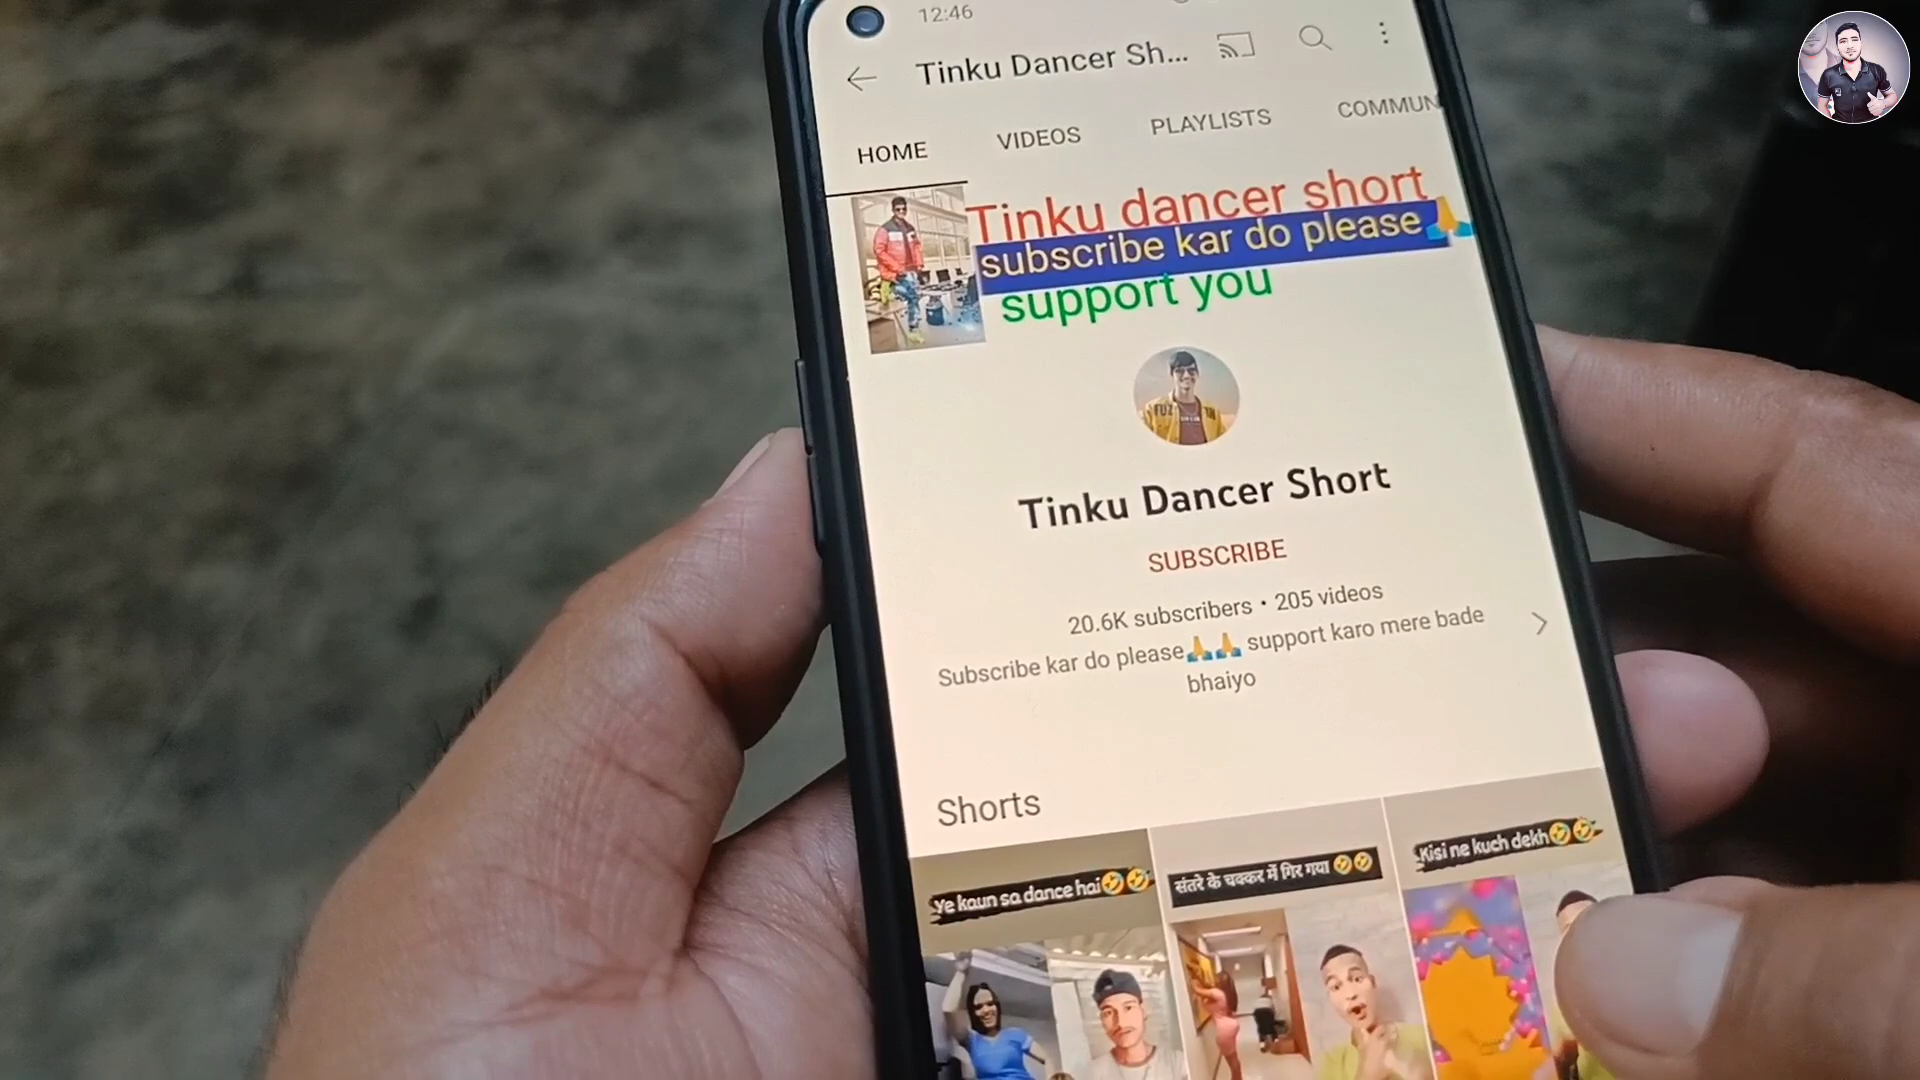 12:46
Tinku Dancer Sh...
HOME VIDEOS PLAYLISTS COMMUN
Tinku dancer short
subscribe kar do please🙏
support you
Tinku Dancer Short
SUBSCRIBE
20.6K subscribers • 205 videos
Subscribe kar do please🙏🙏 support karo mere bade
bhaiyo
Shorts
ye kaun sa dance hai🤣🤣
संतरे के चक्कर में गिर गया 🤣🤣
Kisi ne kuch dekh🤣🤣